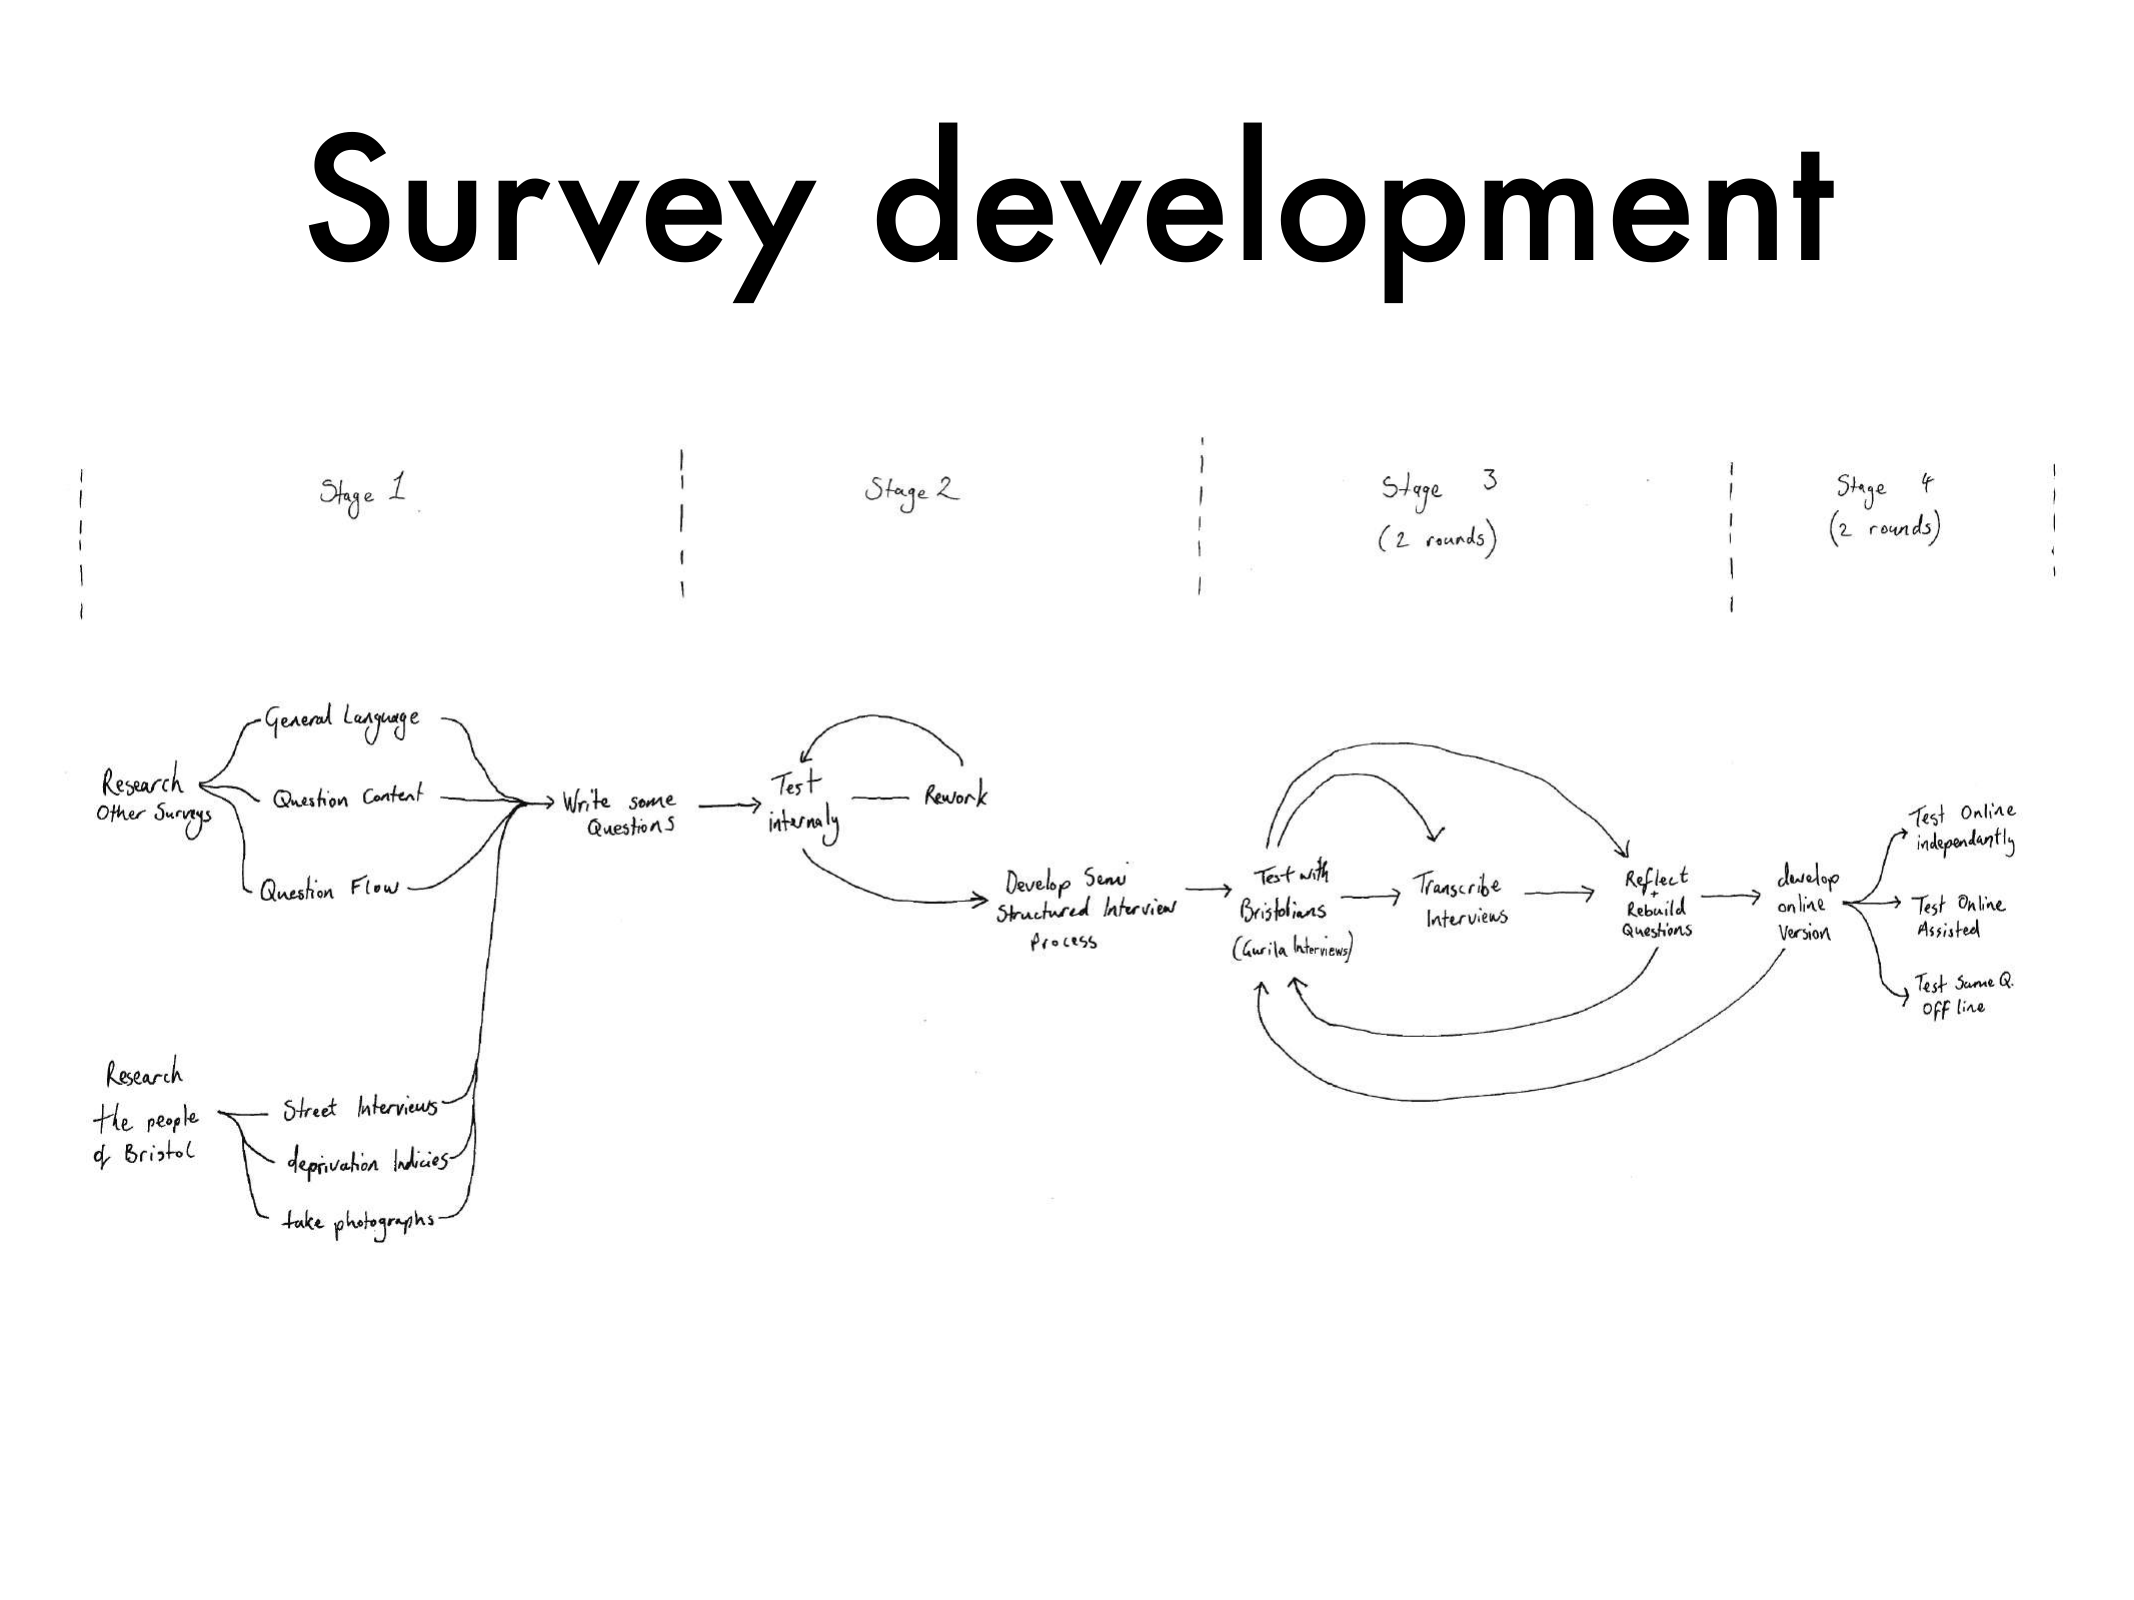 Survey development
Stage 1
Stage 2
Stage 3
(2 rounds)
Stage 4
(2 rounds)
Research
Other Surveys
General Language
Question Content
Question Flow
Research
the people
of Bristol
Street Interviews
deprivation Indicies
take photographs
Write some
Questions
Test
internaly
Rework
Develop Semi
Structured Interview
Process
Test with
Bristolians
(Gurila Interviews)
Transcribe
Interviews
Reflect
+
Rebuild
Questions
develop
online
Version
Test Online
independantly
Test Online
Assisted
Test Same Q.
Off line